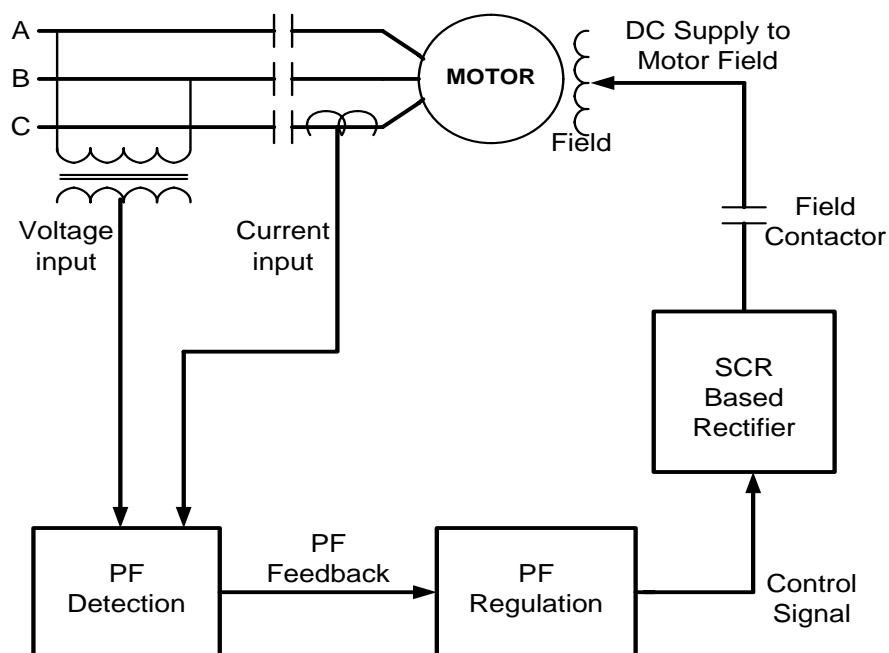 A
B
C
MOTOR
Field
DC Supply to
Motor Field
Voltage
input
Current
input
Field
Contactor
SCR
Based
Rectifier
PF
Detection
PF
Feedback
PF
Regulation
Control
Signal